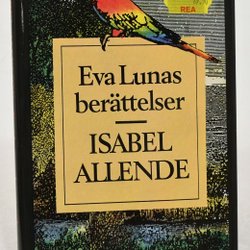 REA
Eva Lunas
berättelser
ISABEL
ALLENDE